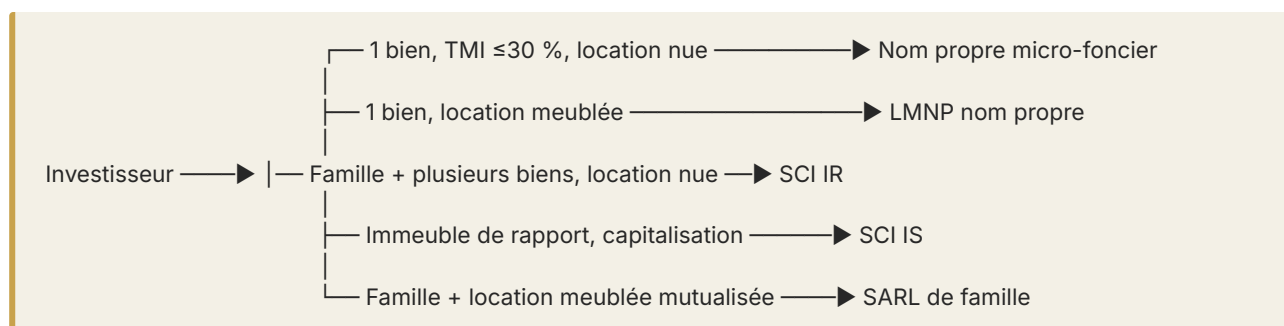 1 bien, TMI ≤30 %, location nue ▶ Nom propre micro-foncier
1 bien, location meublée ▶ LMNP nom propre
Investisseur ▶ Famille + plusieurs biens, location nue ▶ SCI IR
Immeuble de rapport, capitalisation ▶ SCI IS
Famille + location meublée mutualisée ▶ SARL de famille